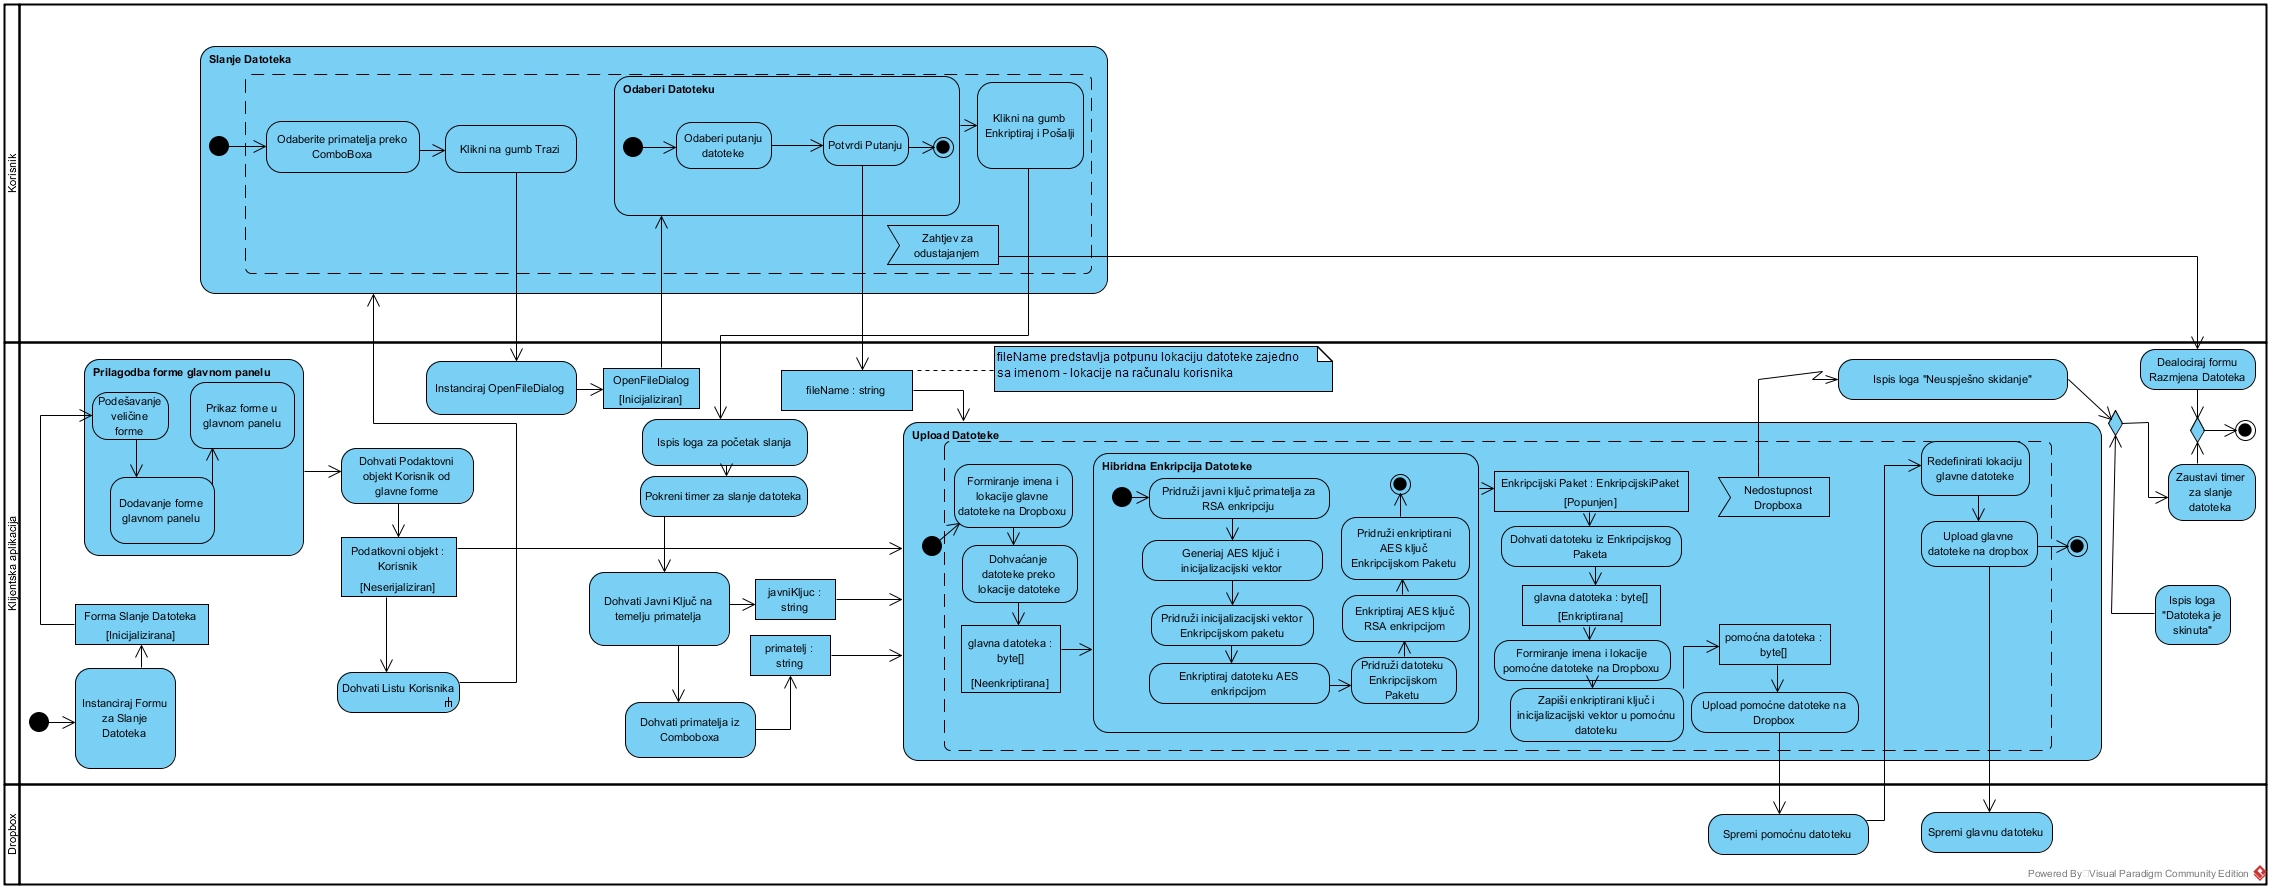 Korisnik
Slanje Datoteka
Odaberite primatelja preko
ComboBoxa
Klikni na gumb Trazi
Odaberi Datoteku
Odaberi putanju
datoteke
Potvrdi Putanju
Klikni na gumb
Enkriptiraj i Pošalji
Zahtjev za
odustajanjem
Klijentska aplikacija
Prilagodba forme glavnom panelu
Podešavanje
veličine
forme
Prikaz forme u
glavnom panelu
Dodavanje forme
glavnom panelu
Forma Slanje Datoteka
[Inicijalizirana]
Instanciraj Formu
za Slanje
Datoteka
Dohvati Podaktovni
objekt Korisnik od
glavne forme
Podatkovni objekt :
Korisnik
[Neserijaliziran]
Dohvati Listu Korisnika
Instanciraj OpenFileDialog
OpenFileDialog
[Inicijaliziran]
fileName : string
fileName predstavlja potpunu lokaciju datoteke zajedno
sa imenom - lokacije na računalu korisnika
Ispis loga za početak slanja
Pokreni timer za slanje datoteka
Dohvati Javni Ključ na
temelju primatelja
javniKljuc :
string
primatelj :
string
Dohvati primatelja iz
Comboboxa
Upload Datoteke
Formiranje imena i
lokacije glavne
datoteke na Dropboxu
Dohvaćanje
datoteke preko
lokacije datoteke
glavna datoteka :
byte[]
[Neenkriptirana]
Hibridna Enkripcija Datoteke
Pridruži javni ključ primatelja za
RSA enkripciju
Generiaj AES ključ i
inicijalizacijski vektor
Pridruži inicijalizacijski vektor
Enkripcijskom paketu
Enkriptiraj datoteku AES
enkripcijom
Pridruži datoteku
Enkripcijskom
Paketu
Enkriptiraj AES ključ
RSA enkripcijom
Pridruži enkriptirani
AES ključ
Enkripcijskom Paketu
Enkripcijski Paket : EnkripcijskiPaket
[Popunjen]
Dohvati datoteku iz Enkripcijskog
Paketa
glavna datoteka : byte[]
[Enkriptirana]
Formiranje imena i lokacije
pomoćne datoteke na Dropboxu
Zapiši enkriptirani ključ i
inicijalizacijski vektor u pomoćnu
datoteku
pomoćna datoteka :
byte[]
Upload pomoćne datoteke na
Dropbox
Nedostupnost
Dropboxa
Redefinirati lokaciju
glavne datoteke
Upload glavne
datoteke na dropbox
Ispis loga "Neuspješno skidanje"
Dealociraj formu
Razmjena Datoteka
Zaustavi timer
za slanje
datoteka
Ispis loga
"Datoteka je
skinuta"
Dropbox
Spremi pomoćnu datoteku
Spremi glavnu datoteku
Powered By Visual Paradigm Community Edition